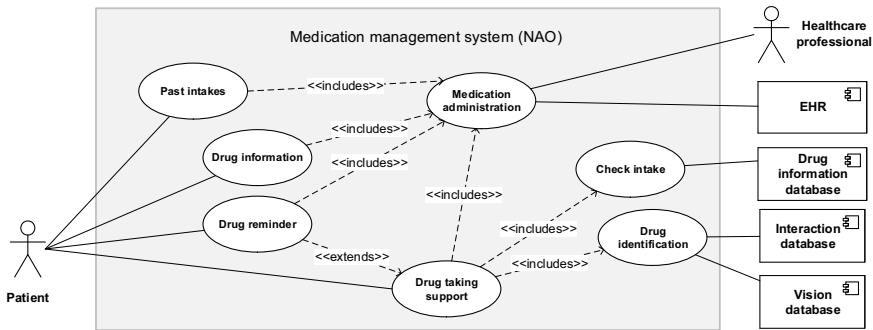 Medication management system (NAO)
Healthcare
professional
Past intakes
<<includes>>
Medication
administration
EHR
Drug information
<<includes>>
<<includes>>
Check intake
Drug
information
database
<<includes>>
Drug reminder
<<includes>>
Drug
identification
Interaction
database
<<extends>>
<<includes>>
Drug taking
support
Patient
Vision
database